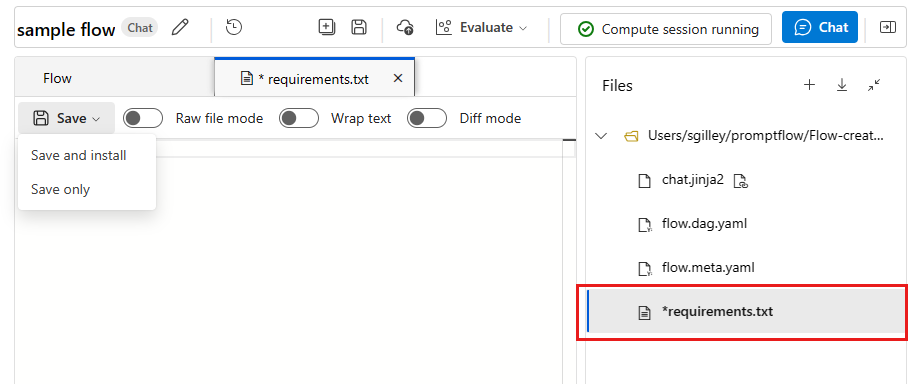 sample flow Chat Evaluate Compute session running Chat
Flow * requirements.txt
Save Raw file mode Wrap text Diff mode
Save and install
Save only
Files
Users/sgilley/promptflow/Flow-creat...
chat.jinja2
flow.dag.yaml
flow.meta.yaml
*requirements.txt